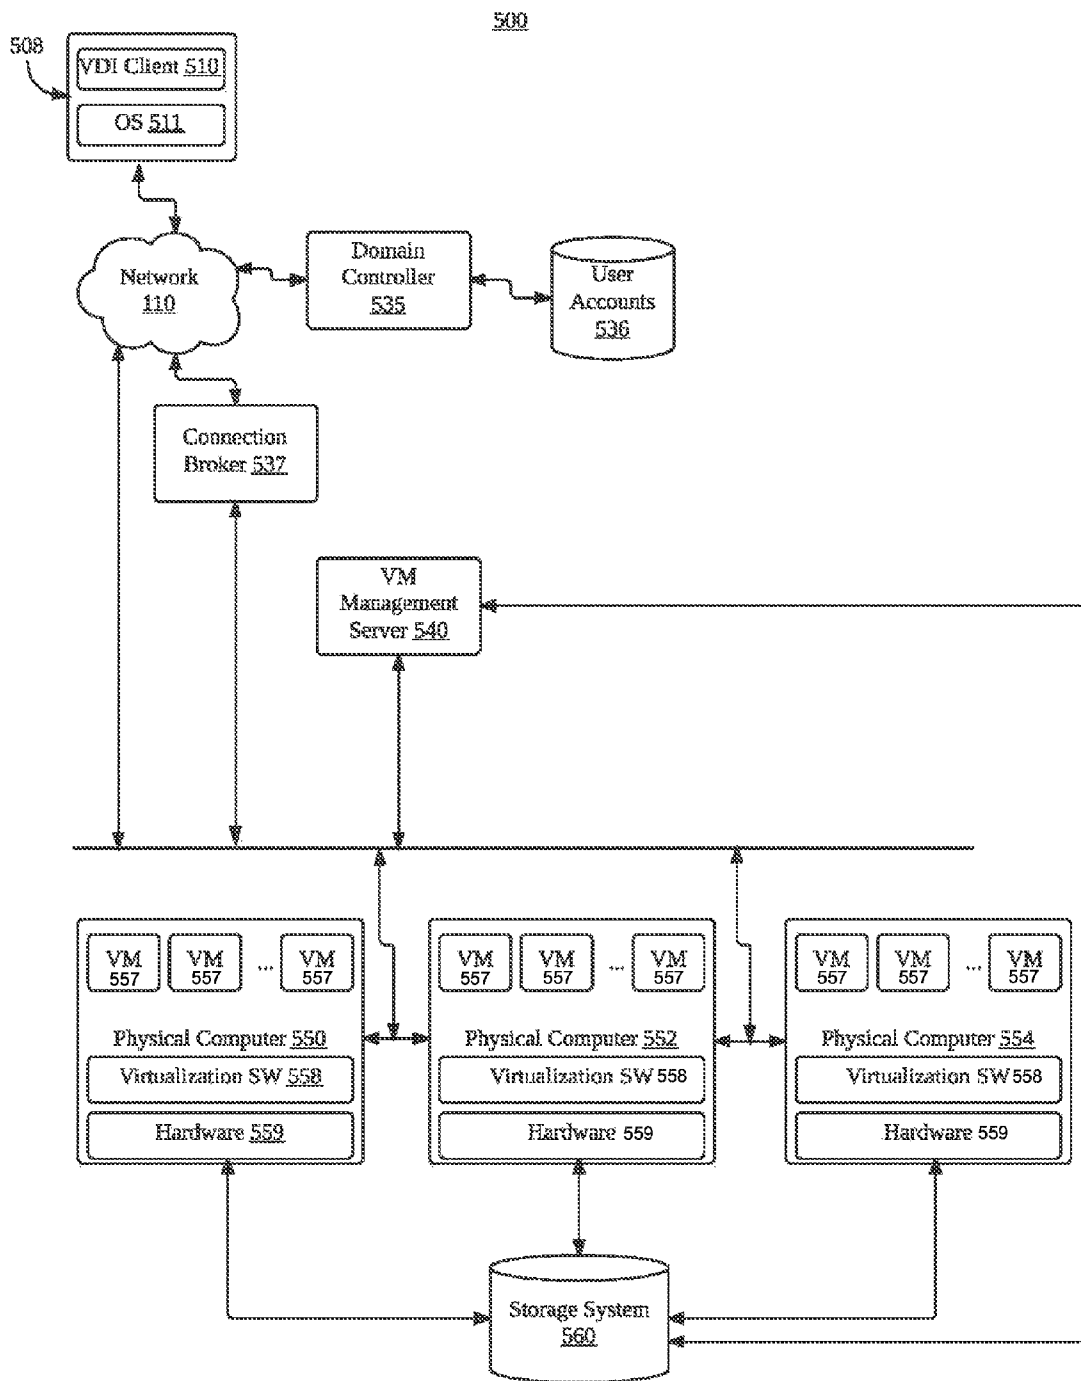 500
508
VDI Client 510
OS 511
Network
110
Domain
Controller
535
User
Accounts
536
Connection
Broker 537
VM
Management
Server 540
VM
557
VM
557
...
VM
557
Physical Computer 550
Virtualization SW 558
Hardware 559
VM
557
VM
557
...
VM
557
Physical Computer 552
Virtualization SW 558
Hardware 559
VM
557
VM
557
...
VM
557
Physical Computer 554
Virtualization SW 558
Hardware 559
Storage System
560